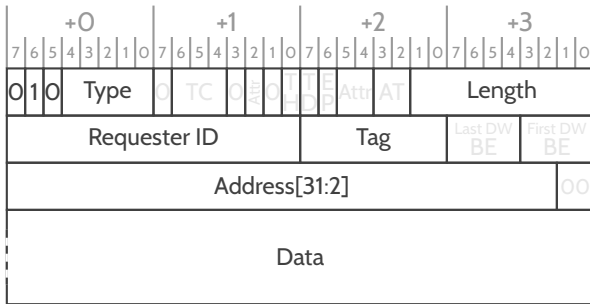 +0 +1 +2 +3
7 6 5 4 3 2 1 0 7 6 5 4 3 2 1 0 7 6 5 4 3 2 1 0 7 6 5 4 3 2 1 0
0 1 0 Type 0 TC 0 Attr 0 TH TD EP Attr AT Length
Requester ID Tag Last DW BE First DW BE
Address[31:2] 00
Data